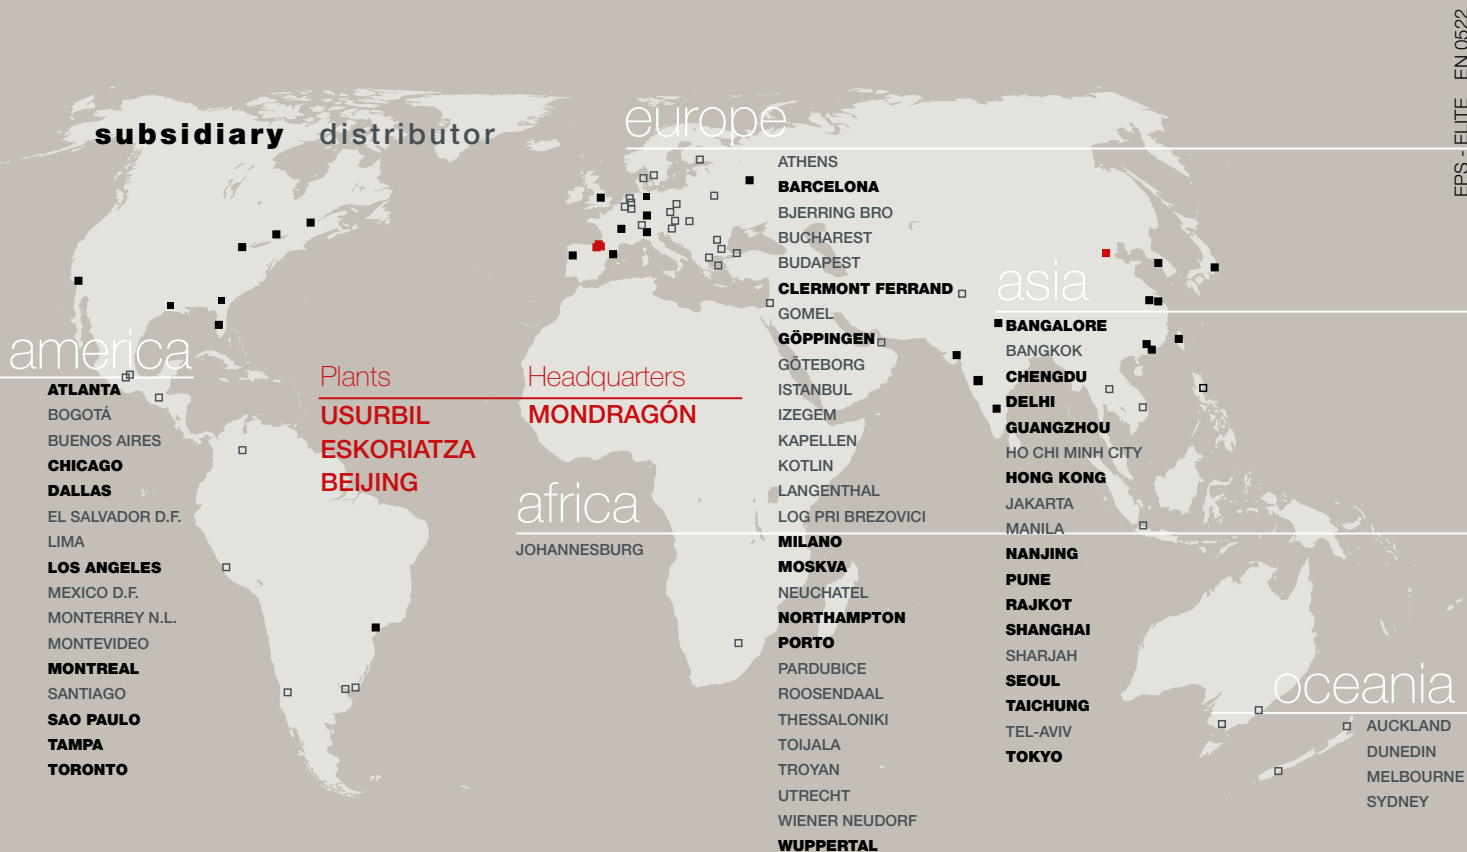 EPS - ELITE EN 0522
subsidiary distributor
europe
ATHENS
BARCELONA
BJERRING BRO
BUCHAREST
BUDAPEST
CLERMONT FERRAND
GOMEL
GÖPPINGEN
GÖTEBORG
ISTANBUL
IZEGEM
KAPELLEN
KOTLIN
LANGENTHAL
LOG PRI BREZOVICI
MILANO
MOSKVA
NEUCHATEL
NORTHAMPTON
PORTO
PARDUBICE
ROOSENDAAL
THESSALONIKI
TOIJALA
TROYAN
UTRECHT
WIENER NEUDORF
WUPPERTAL
asia
BANGALORE
BANGKOK
CHENGDU
DELHI
GUANGZHOU
HO CHI MINH CITY
HONG KONG
JAKARTA
MANILA
NANJING
PUNE
RAJKOT
SHANGHAI
SHARJAH
SEOUL
TAICHUNG
TEL-AVIV
TOKYO
america
ATLANTA
BOGOTÁ
BUENOS AIRES
CHICAGO
DALLAS
EL SALVADOR D.F.
LIMA
LOS ANGELES
MEXICO D.F.
MONTERREY N.L.
MONTEVIDEO
MONTREAL
SANTIAGO
SAO PAULO
TAMPA
TORONTO
Plants
USURBIL
ESKORIATZA
BEIJING
Headquarters
MONDRAGÓN
africa
JOHANNESBURG
oceania
AUCKLAND
DUNEDIN
MELBOURNE
SYDNEY